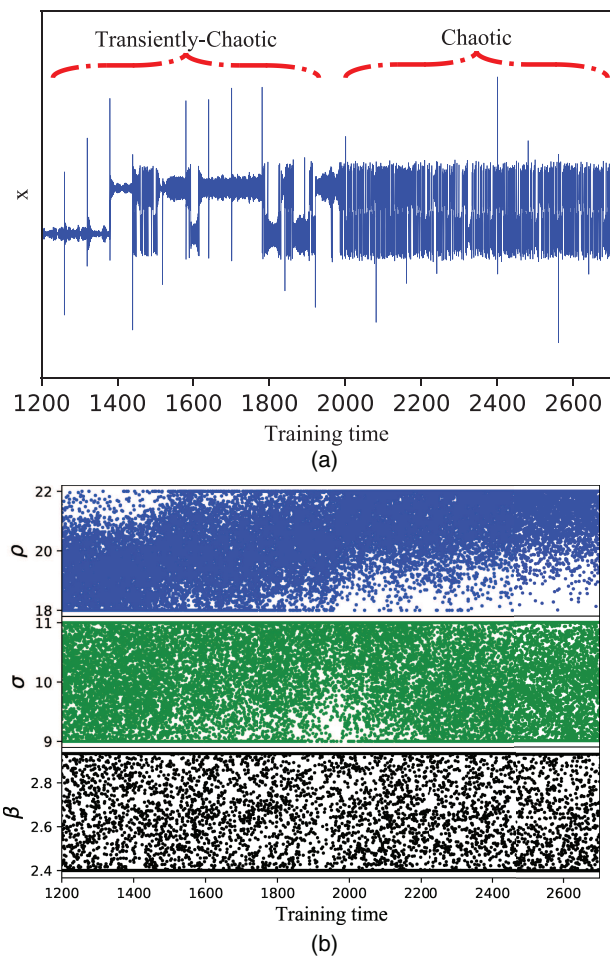 Transiently-Chaotic Chaotic
x
1200 1400 1600 1800 2000 2200 2400 2600
Training time
(a)
22
ρ 20
18
11
σ 10
9
2.8
β 2.6
2.4
1200 1400 1600 1800 2000 2200 2400 2600
Training time
(b)